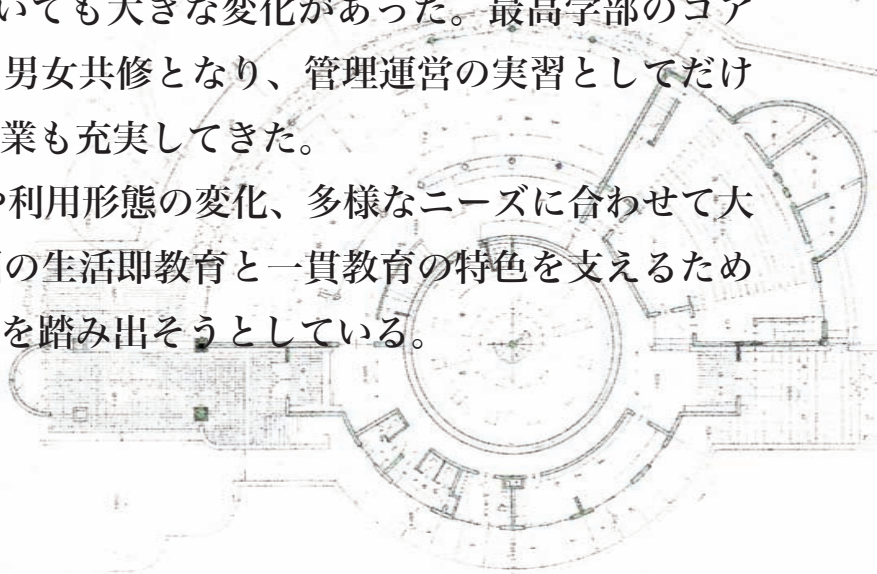 いても大きな変化があった。最高学部のコア
男女共修となり、管理運営の実習としてだけ
業も充実してきた。
や利用形態の変化、多様なニーズに合わせて大
の生活即教育と一貫教育の特色を支えるため
を踏み出そうとしている。